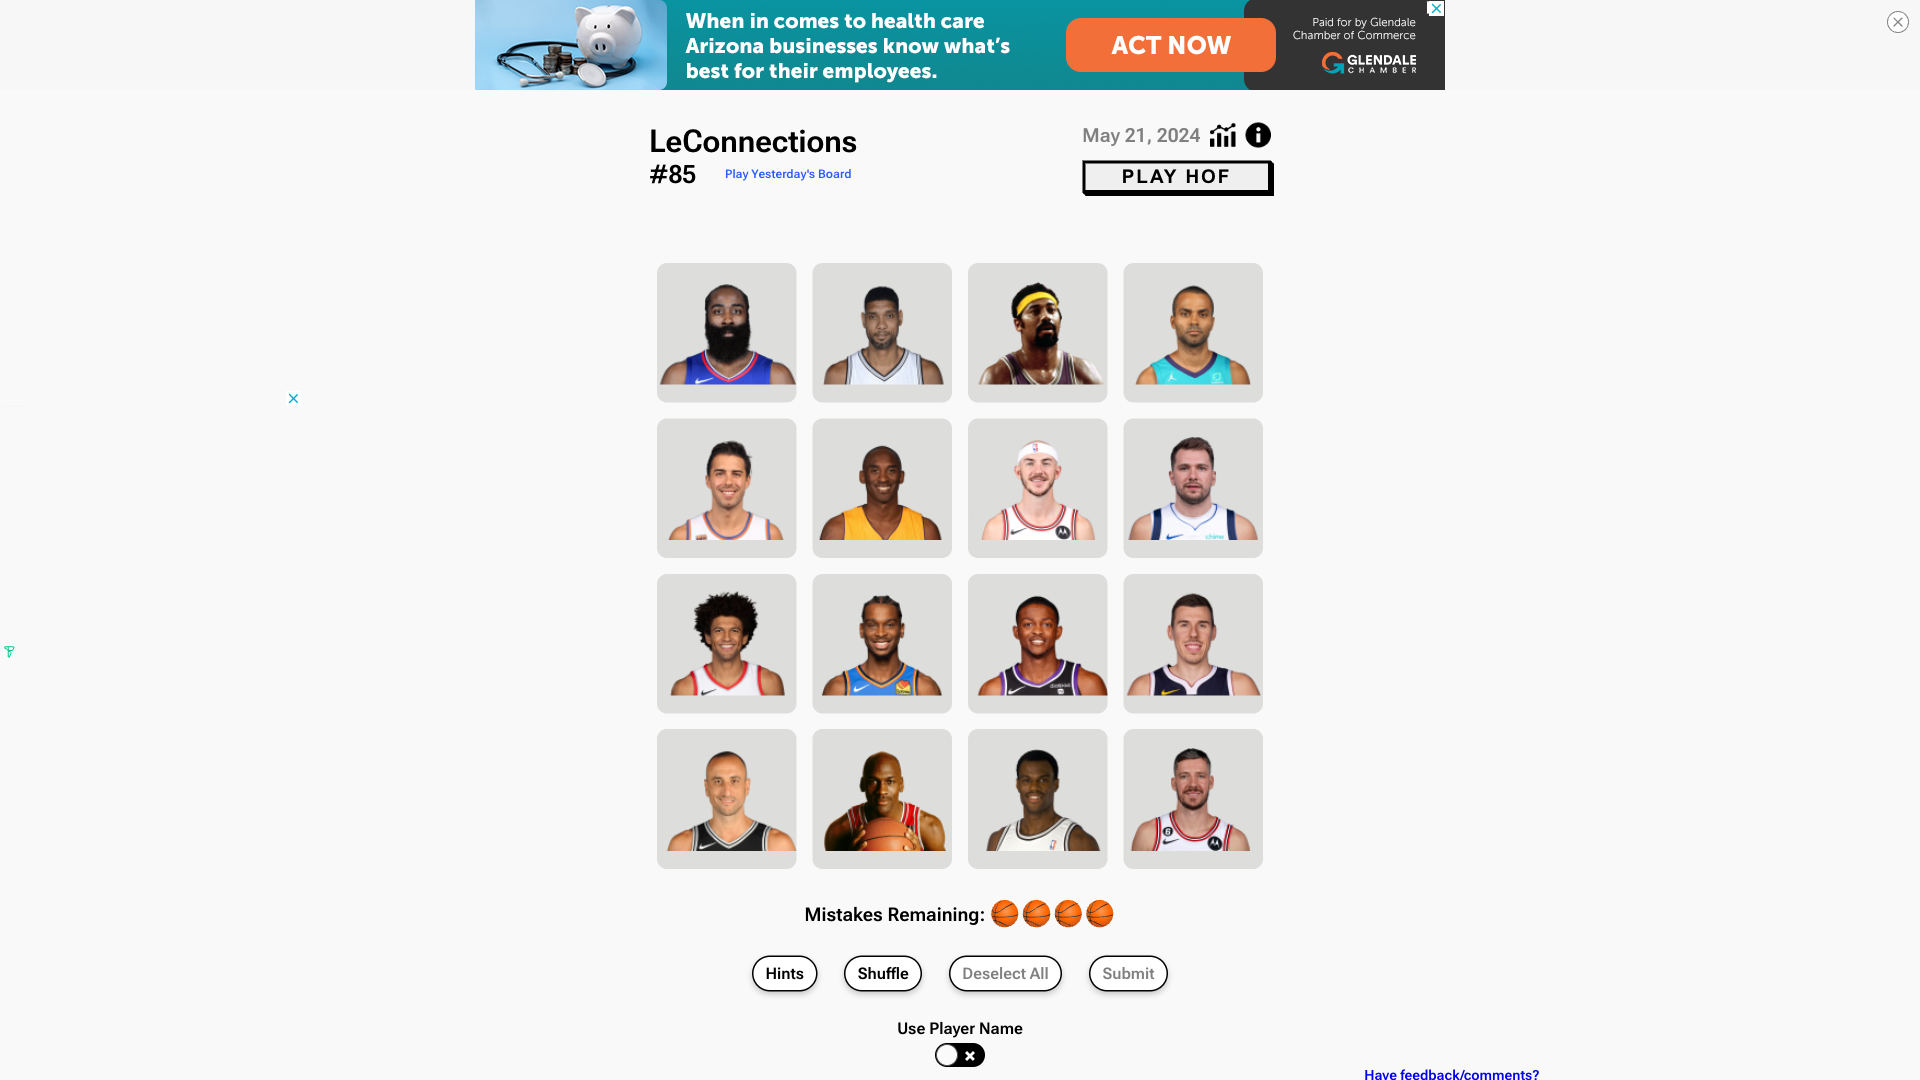 When in comes to health care
Arizona businesses know what's
best for their employees.
ACT NOW
Paid for by Glendale
Chamber of Commerce
GLENDALE
CHAMBER
LeConnections
#85
Play Yesterday's Board
May 21, 2024
PLAY HOF
Mistakes Remaining:
Hints
Shuffle
Deselect All
Submit
Use Player Name
Have feedback/comments?